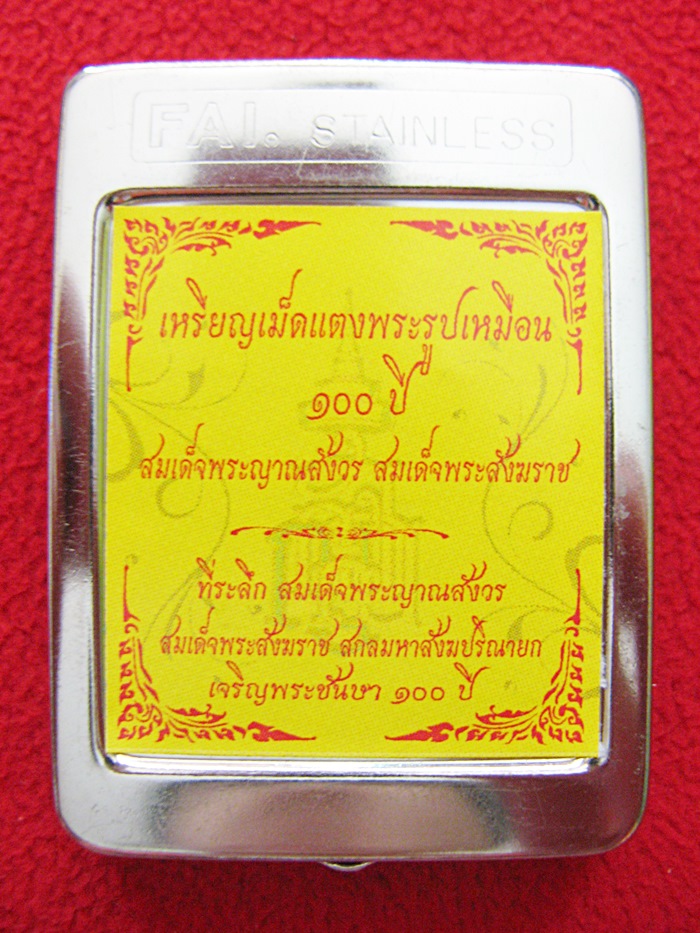 FAI. STAINLESS
เหรียญเม็ดแตงพระรูปเหมือน
๑๐๐ ปี
สมเด็จพระญาณสังวร สมเด็จพระสังฆราช
ที่ระลึก สมเด็จพระญาณสังวร
สมเด็จพระสังฆราช สกลมหาสังฆปริณายก
เจริญพระชันษา ๑๐๐ ปี